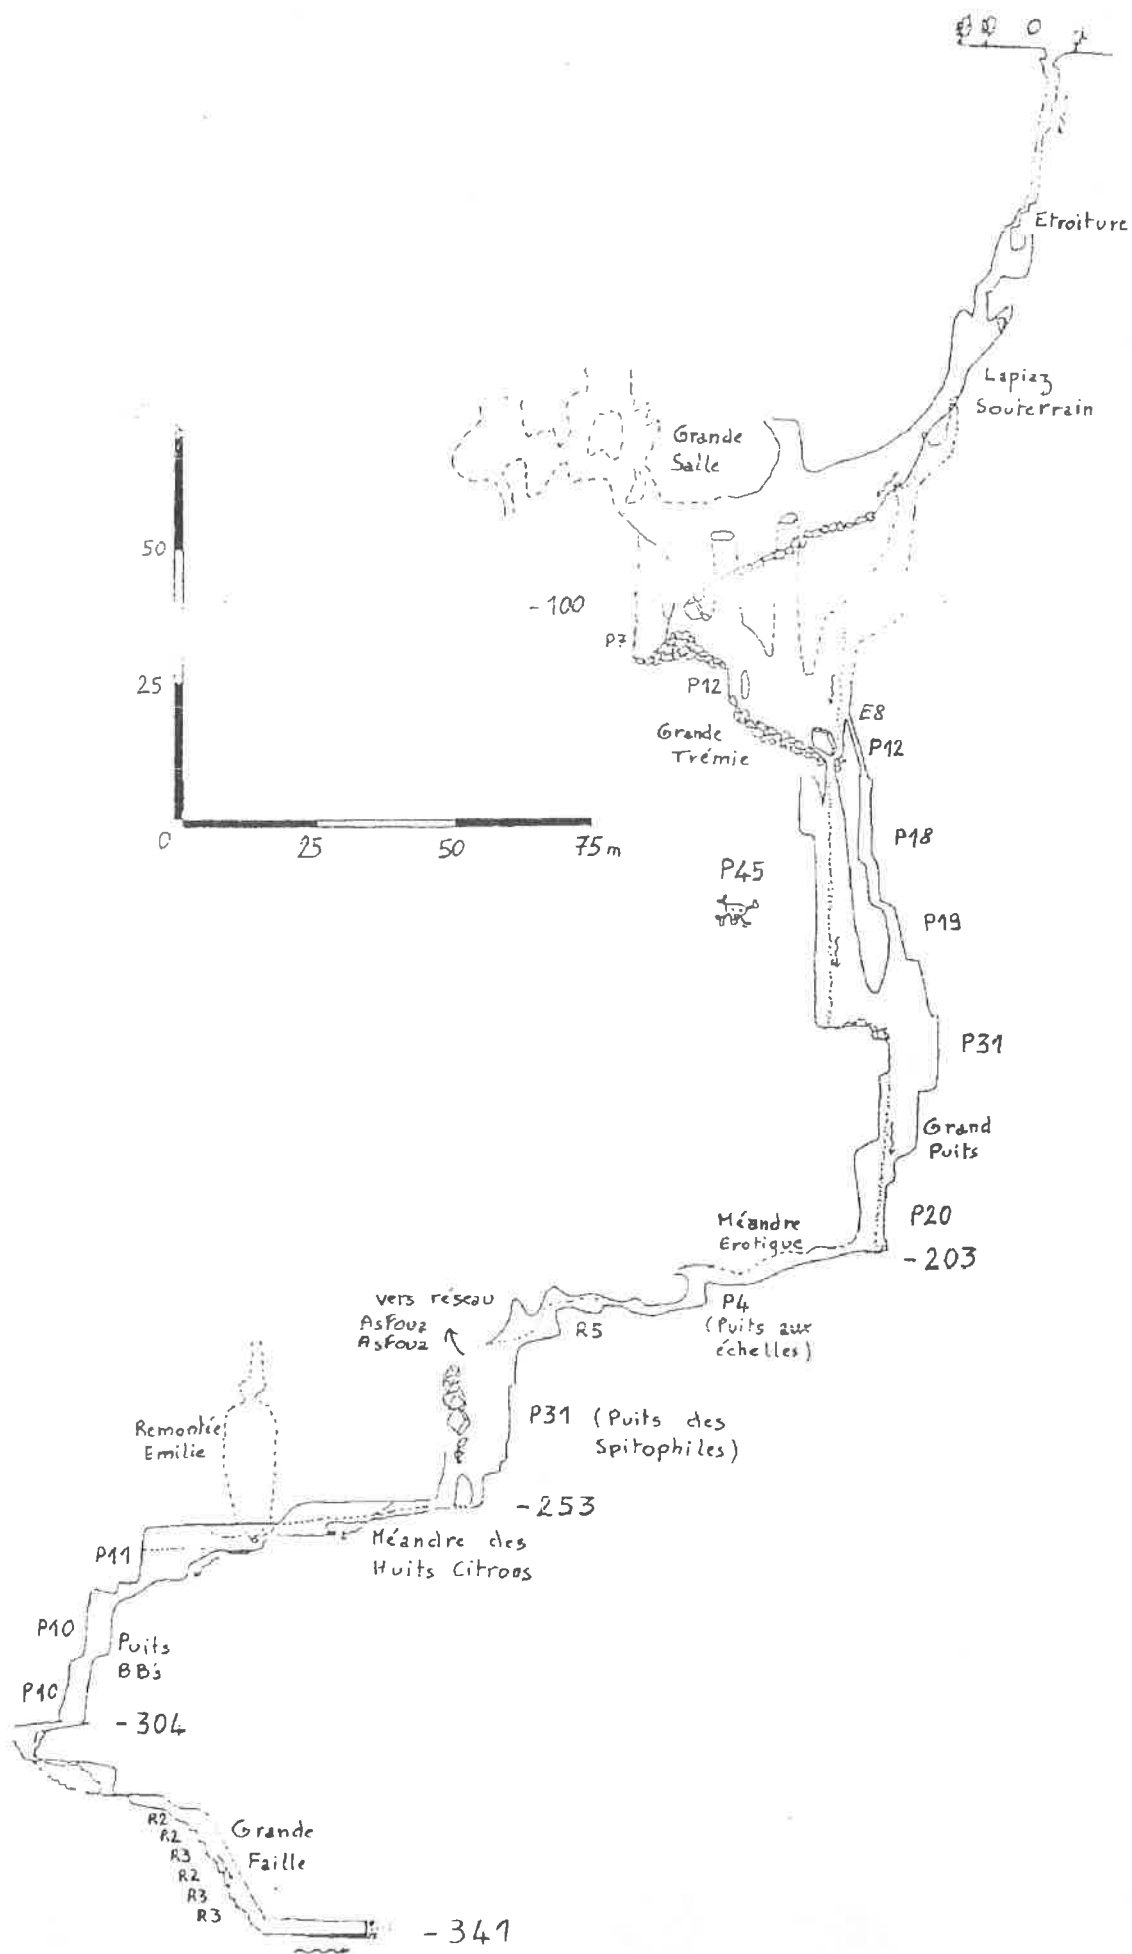 0
Etroiture
Lapiaz
Souterrain
Grande
Salle
50
-100
P7
25
P12
E8
Grande
Trémie
P12
0
25
50
75 m
P18
P45
P19
P31
Grand
Puits
P20
Méandre
Erotique
-203
vers réseau
Asfouz
Asfouz
P4
(Puits aux
échelles)
R5
P31 (Puits des
Spitophiles)
Remontée
Emilie
-253
Méandre des
Huits Citrons
P11
P10
Puits
BB's
P10
-304
R2
R2
R3
R2
R3
R3
Grande
Faille
-341